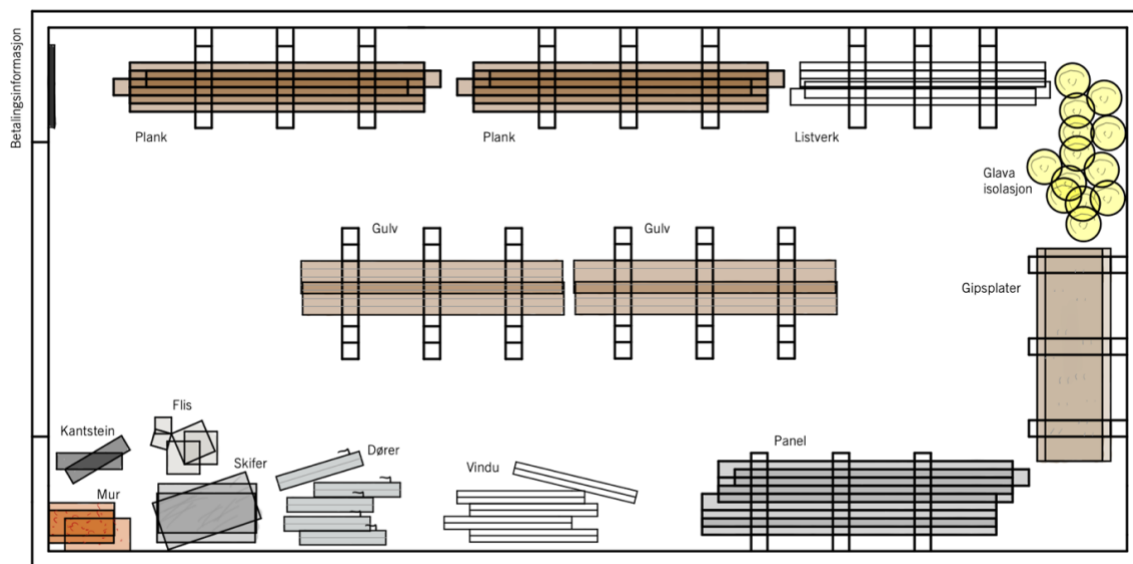 Betalingsinformasjon
Plank
Plank
Listverk
Glava
isolasjon
Gulv
Gulv
Gipsplater
Flis
Kantstein
Skifer
Dører
Vindu
Panel
Mur